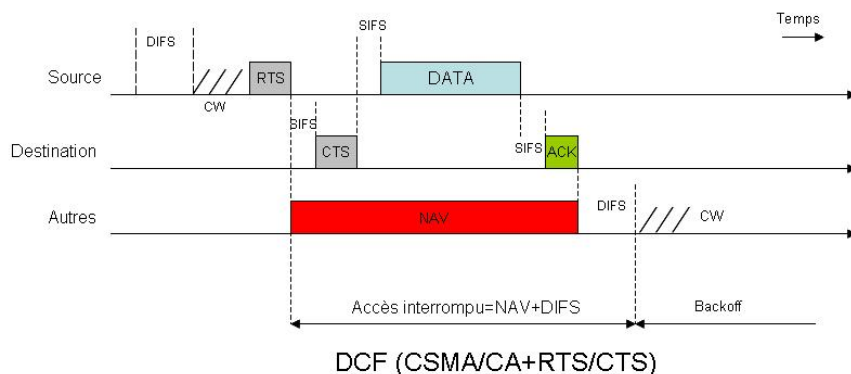 Temps
SIFS
DIFS
Source
RTS
DATA
CW
SIFS
Destination
CTS
SIFS
ACK
Autres
NAV
DIFS
CW
Accès interrompu=NAV+DIFS
Backoff
DCF (CSMA/CA+RTS/CTS)